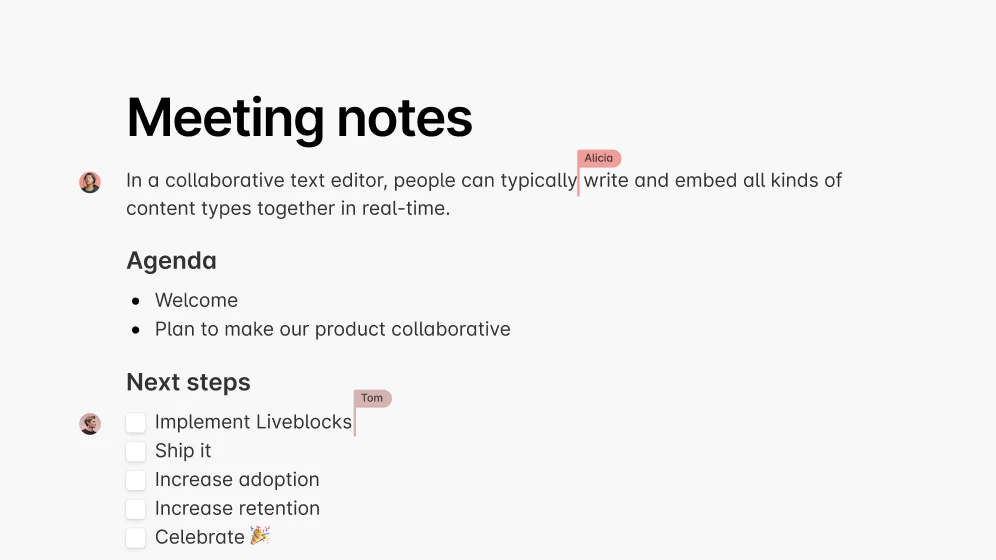 Meeting notes
Alicia
In a collaborative text editor, people can typically write and embed all kinds of
content types together in real-time.
Agenda
• Welcome
• Plan to make our product collaborative
Next steps
Tom
Implement Liveblocks
Ship it
Increase adoption
Increase retention
Celebrate 🎉